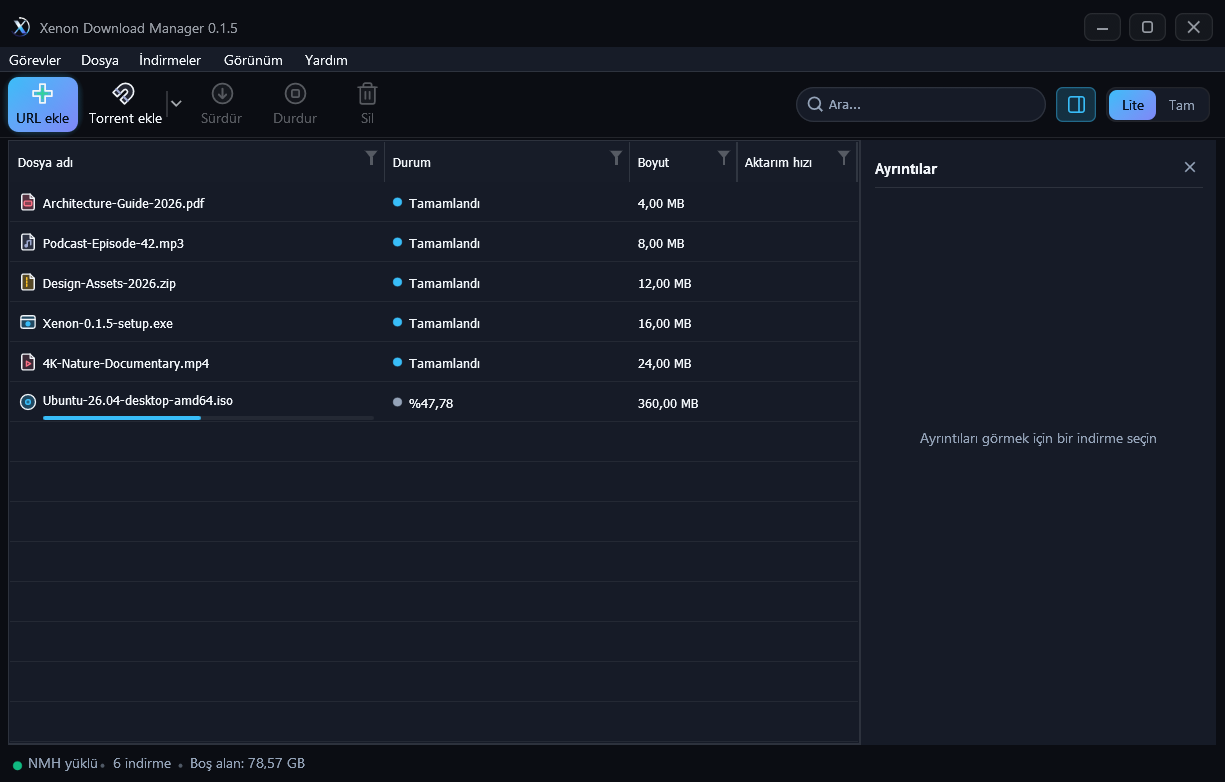 Xenon Download Manager 0.1.5
Görevler Dosya İndirmeler Görünüm Yardım
URL ekle Torrent ekle Sürdür Durdur Sil Ara... Lite Tam
Dosya adı Durum Boyut Aktarım hızı
Ayrıntılar
Architecture-Guide-2026.pdf Tamamlandı 4,00 MB
Podcast-Episode-42.mp3 Tamamlandı 8,00 MB
Design-Assets-2026.zip Tamamlandı 12,00 MB
Xenon-0.1.5-setup.exe Tamamlandı 16,00 MB
4K-Nature-Documentary.mp4 Tamamlandı 24,00 MB
Ubuntu-26.04-desktop-amd64.iso %47,78 360,00 MB
Ayrıntıları görmek için bir indirme seçin
NMH yüklü • 6 indirme • Boş alan: 78,57 GB